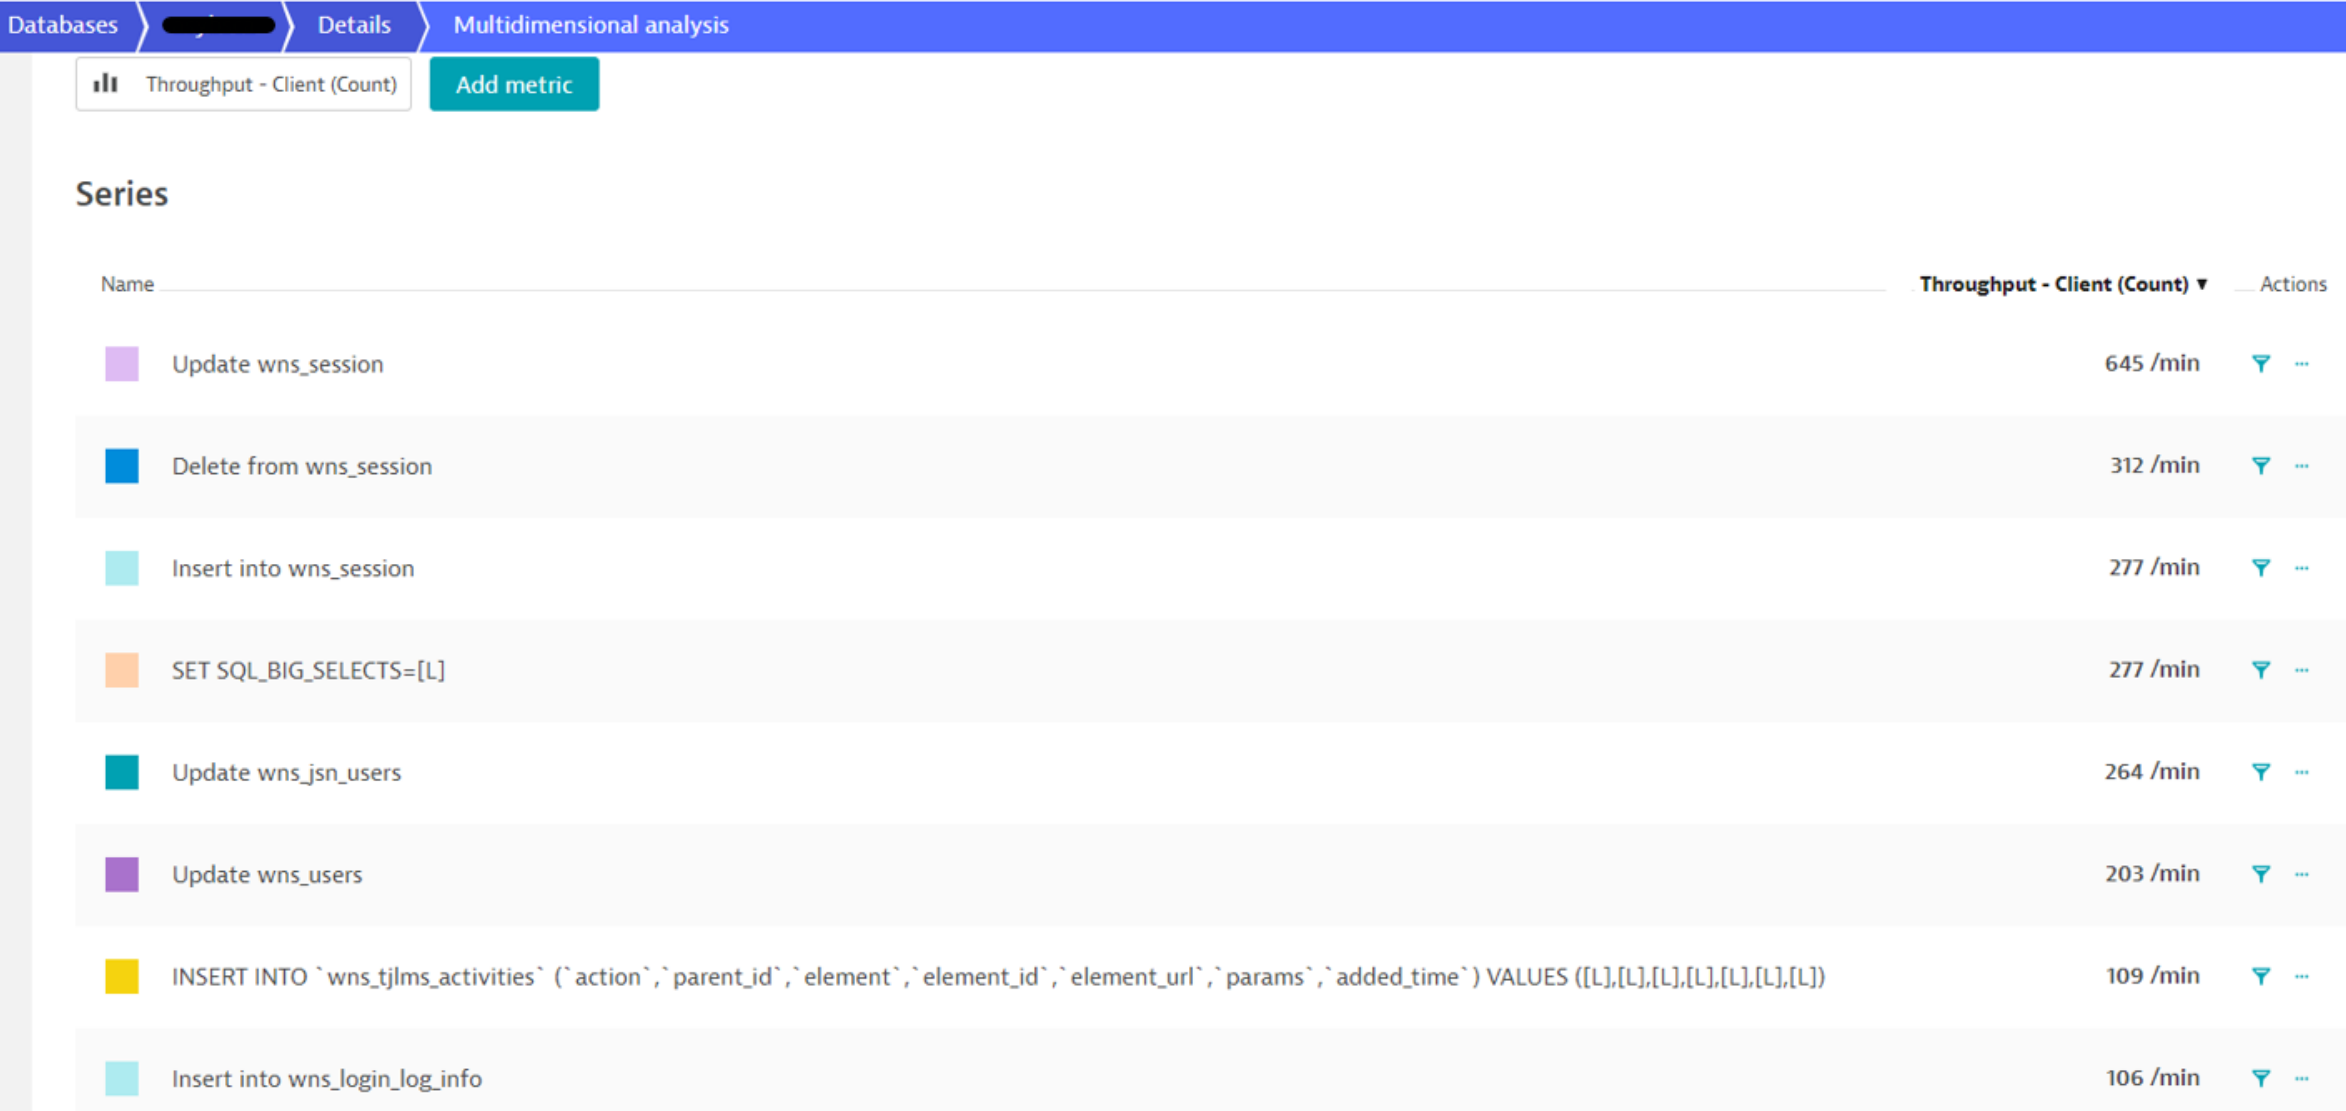 Databases Details Multidimensional analysis
Throughput - Client (Count) Add metric
Series
Name Throughput - Client (Count) ▼ Actions
Update wns_session 645 /min
Delete from wns_session 312 /min
Insert into wns_session 277 /min
SET SQL_BIG_SELECTS=[L] 277 /min
Update wns_jsn_users 264 /min
Update wns_users 203 /min
INSERT INTO `wns_tjlms_activities` (`action`,`parent_id`,`element`,`element_id`,`element_url`,`params`,`added_time`) VALUES ([L],[L],[L],[L],[L],[L],[L]) 109 /min
Insert into wns_login_log_info 106 /min